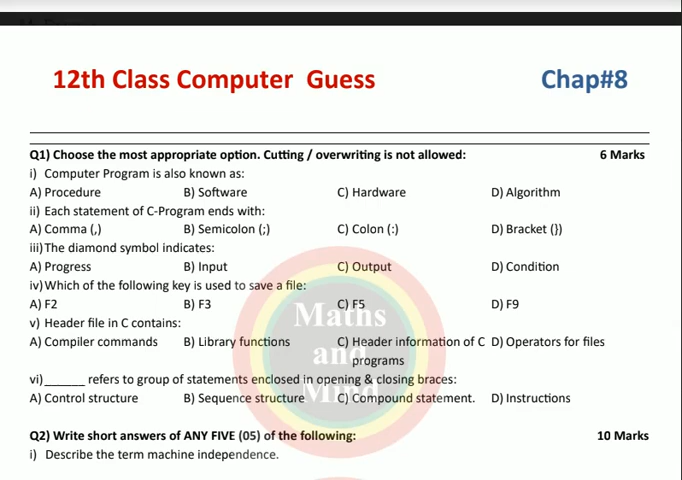 12th Class Computer Guess Chap#8
Q1) Choose the most appropriate option. Cutting / overwriting is not allowed: 6 Marks
i) Computer Program is also known as:
A) Procedure B) Software C) Hardware D) Algorithm
ii) Each statement of C-Program ends with:
A) Comma (,) B) Semicolon (;) C) Colon (:) D) Bracket (})
iii) The diamond symbol indicates:
A) Progress B) Input C) Output D) Condition
iv) Which of the following key is used to save a file:
A) F2 B) F3 C) F5 D) F9
v) Header file in C contains:
A) Compiler commands B) Library functions C) Header information of C D) Operators for files
programs
vi)______ refers to group of statements enclosed in opening & closing braces:
A) Control structure B) Sequence structure C) Compound statement. D) Instructions
Q2) Write short answers of ANY FIVE (05) of the following: 10 Marks
i) Describe the term machine independence.
Maths
and
Mind